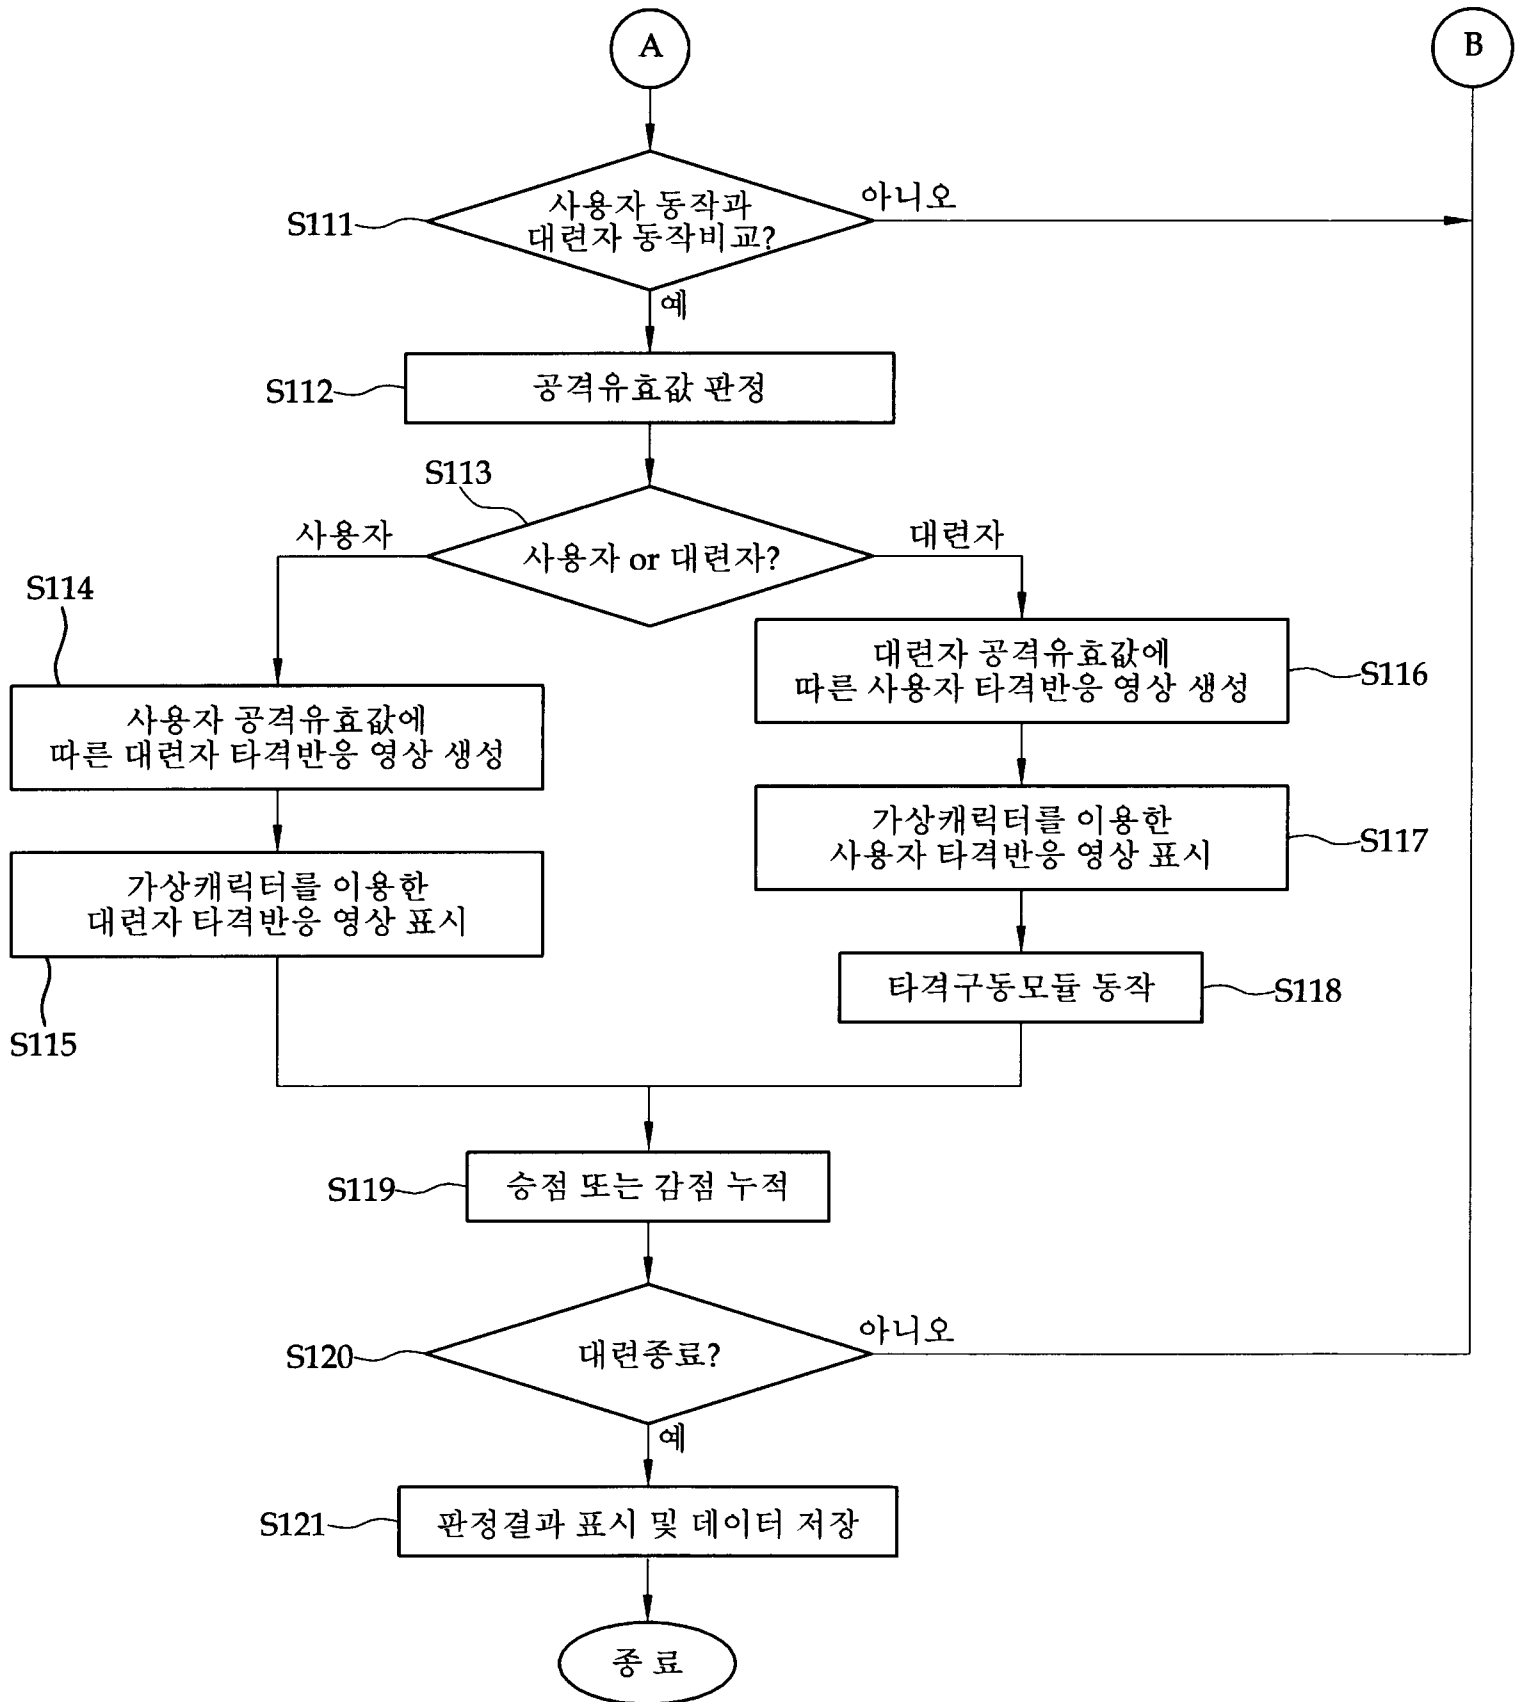 A
B
사용자 동작과
대련자 동작비교?
아니오
S111
예
공격유효값 판정
S112
S113
사용자
사용자 or 대련자?
대련자
S114
사용자 공격유효값에
따른 대련자 타격반응 영상 생성
대련자 공격유효값에
따른 사용자 타격반응 영상 생성
S116
가상캐릭터를 이용한
대련자 타격반응 영상 표시
S115
가상캐릭터를 이용한
사용자 타격반응 영상 표시
S117
타격구동모듈 동작
S118
S119
승점 또는 감점 누적
S120
대련종료?
아니오
예
S121
판정결과 표시 및 데이터 저장
종 료